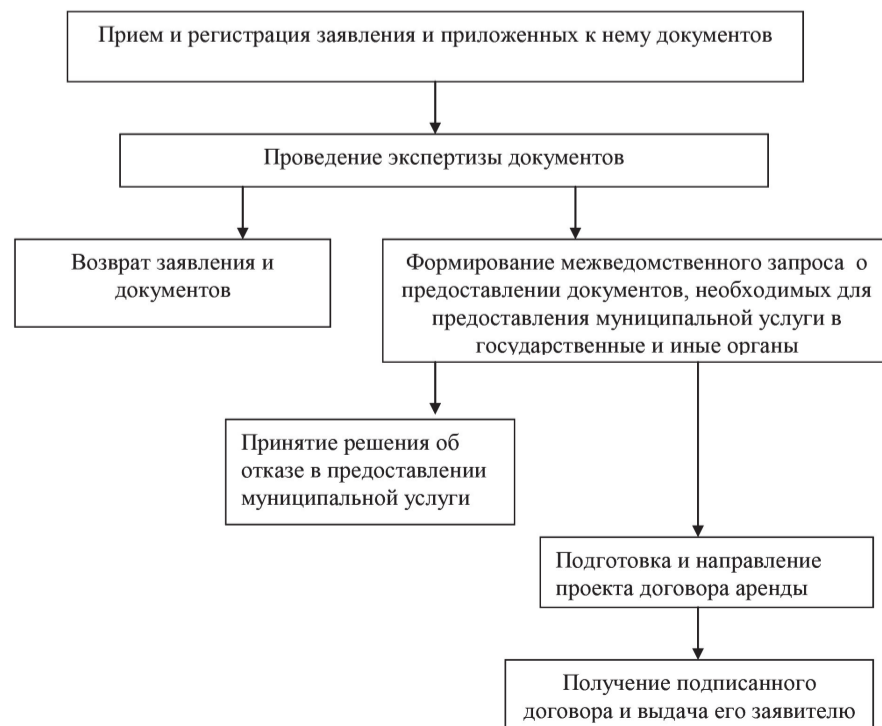 Прием и регистрация заявления и приложенных к нему документов
Проведение экспертизы документов
Возврат заявления и
документов
Формирование межведомственного запроса о
предоставлении документов, необходимых для
предоставления муниципальной услуги в
государственные и иные органы
Принятие решения об
отказе в предоставлении
муниципальной услуги
Подготовка и направление
проекта договора аренды
Получение подписанного
договора и выдача его заявителю